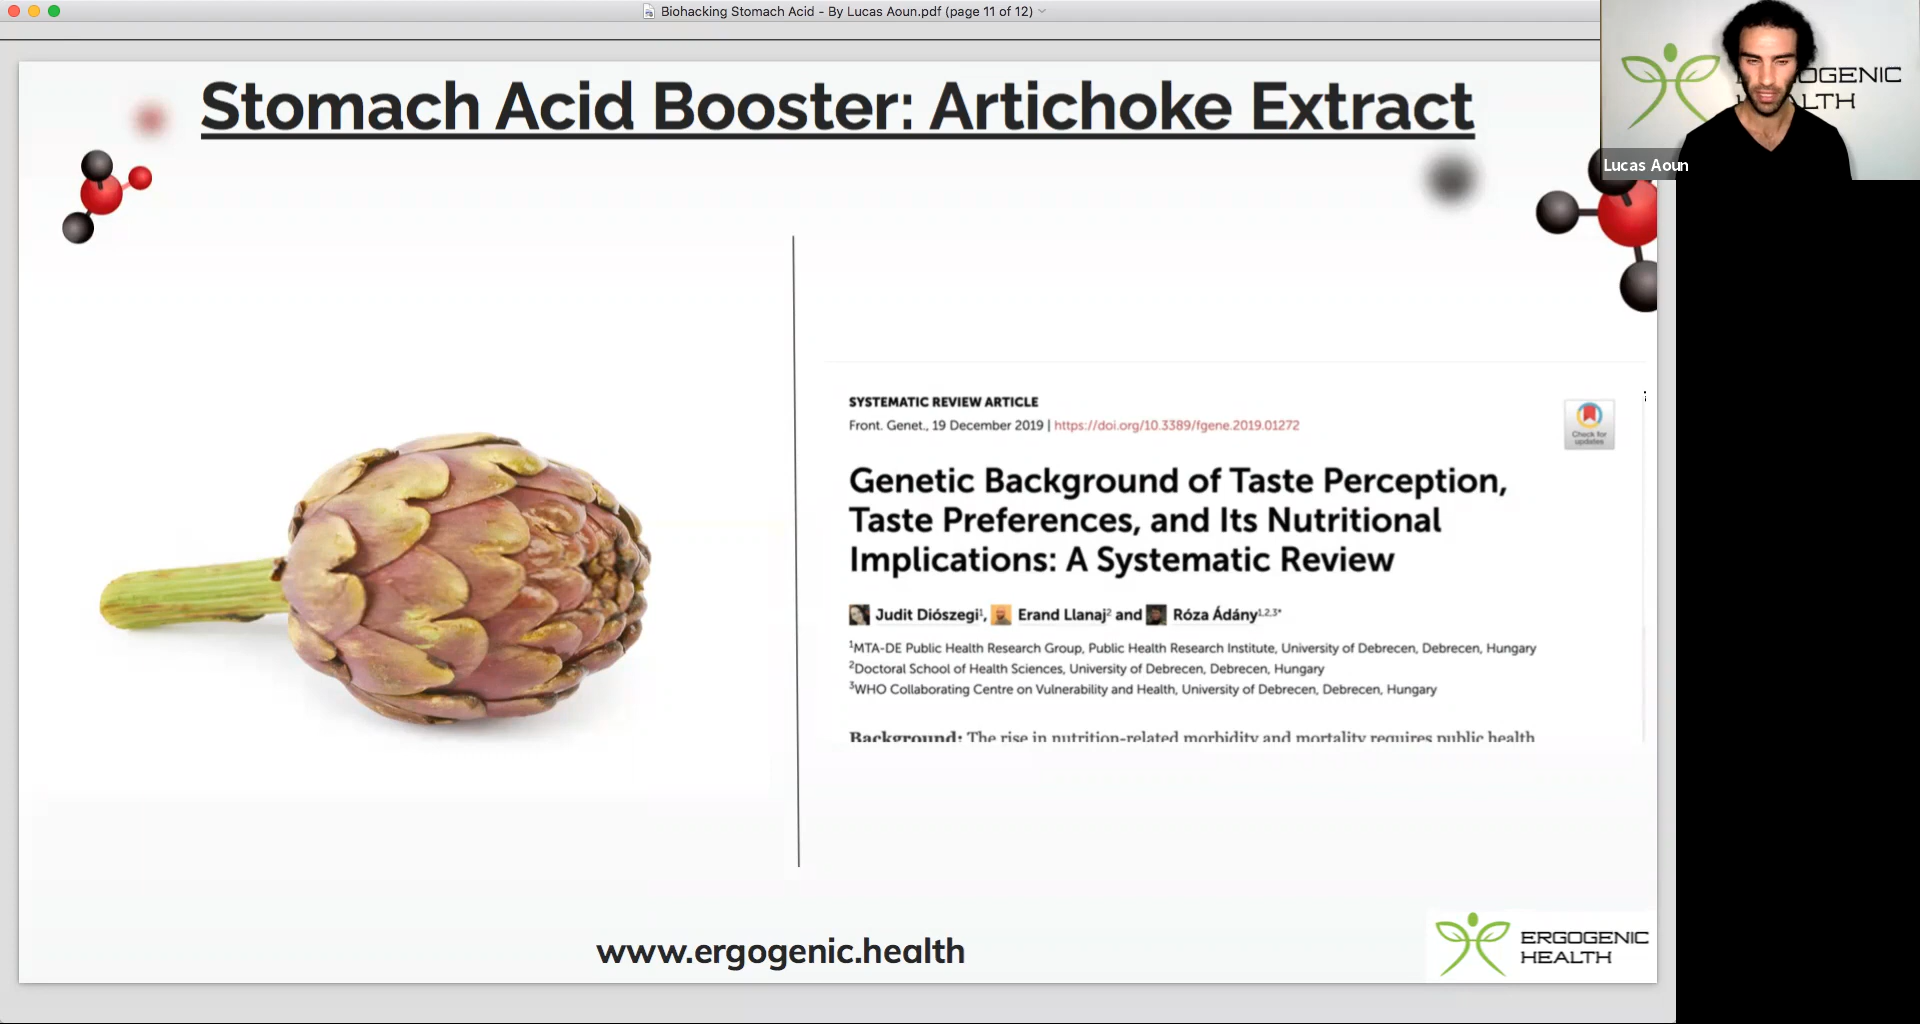 Biohacking Stomach Acid - By Lucas Aoun.pdf (page 11 of 12)
Stomach Acid Booster: Artichoke Extract
OGENIC
LTH
Lucas Aoun
SYSTEMATIC REVIEW ARTICLE
Front. Genet., 19 December 2019 | https://doi.org/10.3389/fgene.2019.01272
Check for
updates
Genetic Background of Taste Perception,
Taste Preferences, and Its Nutritional
Implications: A Systematic Review
Judit Diószegi¹, Erand Llanaj² and Róza Ádány¹,²,³*
¹MTA-DE Public Health Research Group, Public Health Research Institute, University of Debrecen, Debrecen, Hungary
²Doctoral School of Health Sciences, University of Debrecen, Debrecen, Hungary
³WHO Collaborating Centre on Vulnerability and Health, University of Debrecen, Debrecen, Hungary
Background: The rise in nutrition-related morbidity and mortality requires public health
www.ergogenic.health
ERGOGENIC
HEALTH